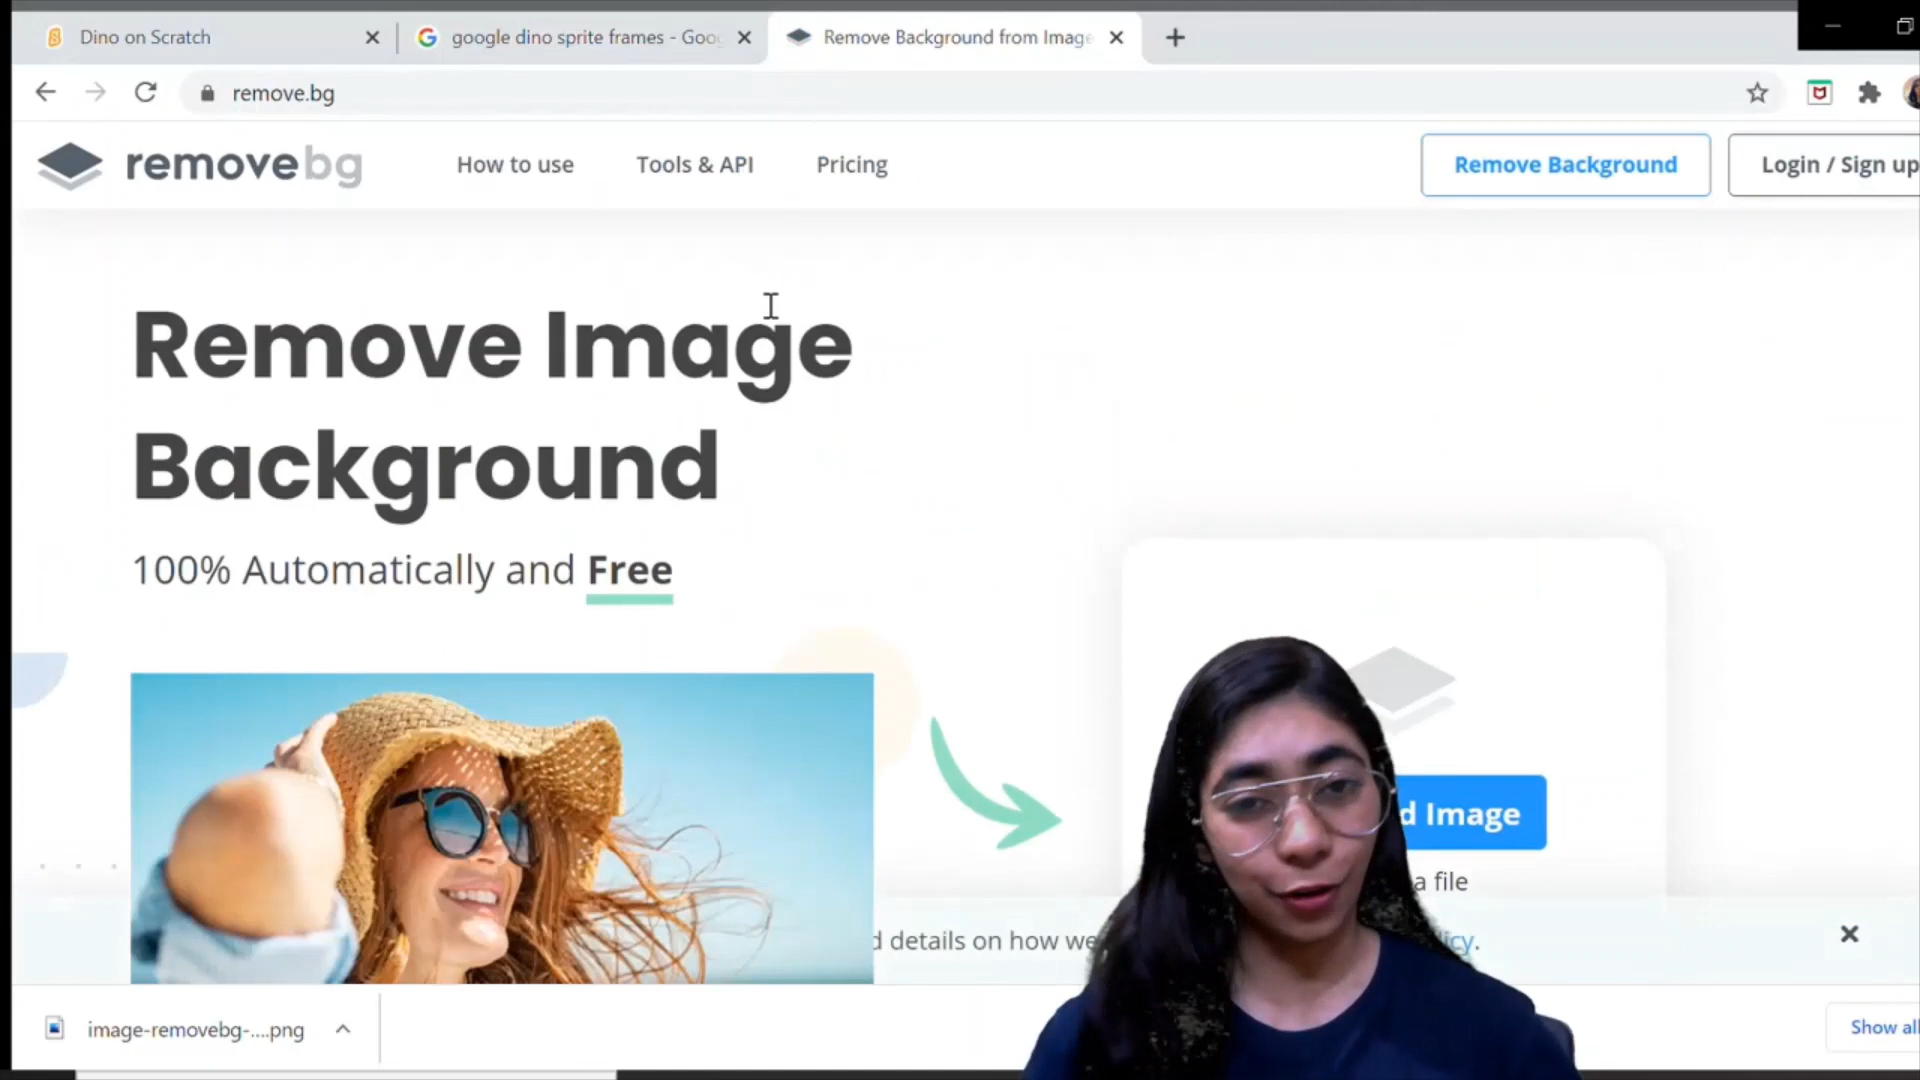 Dino on Scratch
google dino sprite frames - Goo
Remove Background from Image
remove.bg
removebg
How to use
Tools & API
Pricing
Remove Background
Login / Sign up
Remove Image
Background
100% Automatically and Free
d Image
a file
d details on how we
icy.
image-removebg-....png
Show all